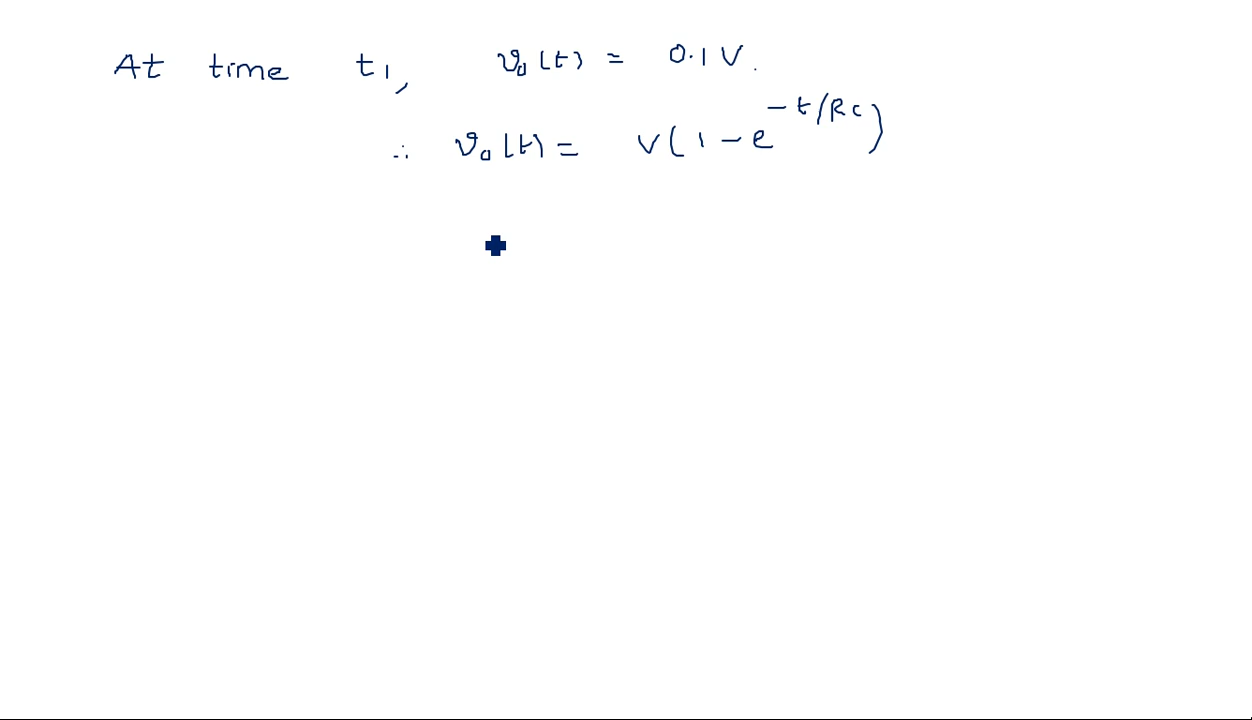 At time t1, v₀(t) = 0.1 V.
∴ v₀(t) = V(1 - e^{-t/RC})